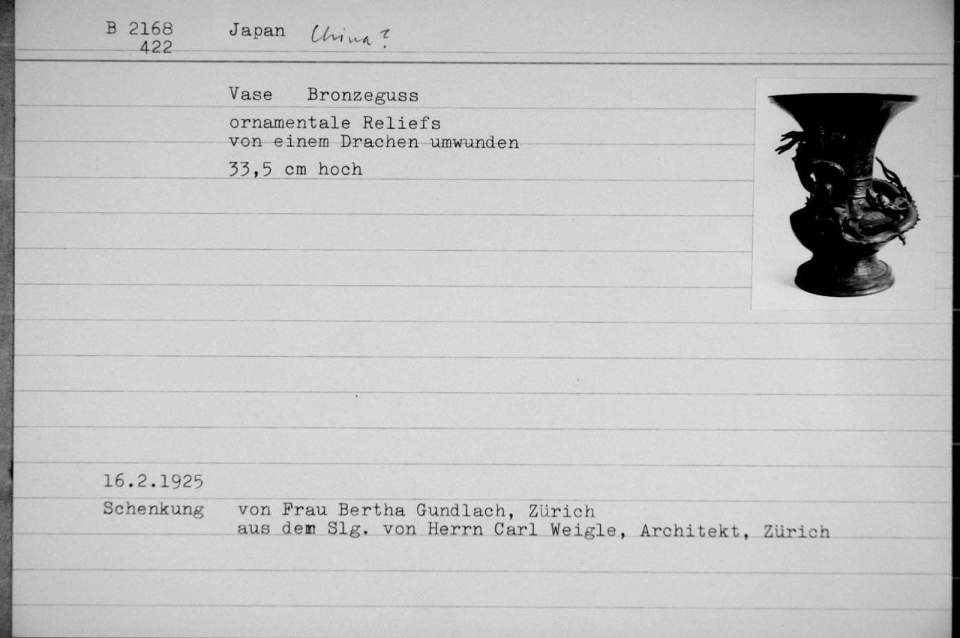 B 2168 Japan China?
422
Vase Bronzeguss
ornamentale Reliefs
von einem Drachen umwunden
33,5 cm hoch
16.2.1925
Schenkung von Frau Bertha Gundlach, Zürich
aus dem Slg. von Herrn Carl Weigle, Architekt, Zürich